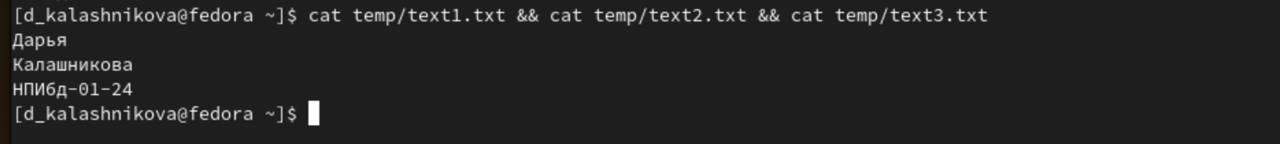 [d_kalashnikova@fedora ~]$ cat temp/text1.txt && cat temp/text2.txt && cat temp/text3.txt
Дарья
Калашникова
НПИбд-01-24
[d_kalashnikova@fedora ~]$